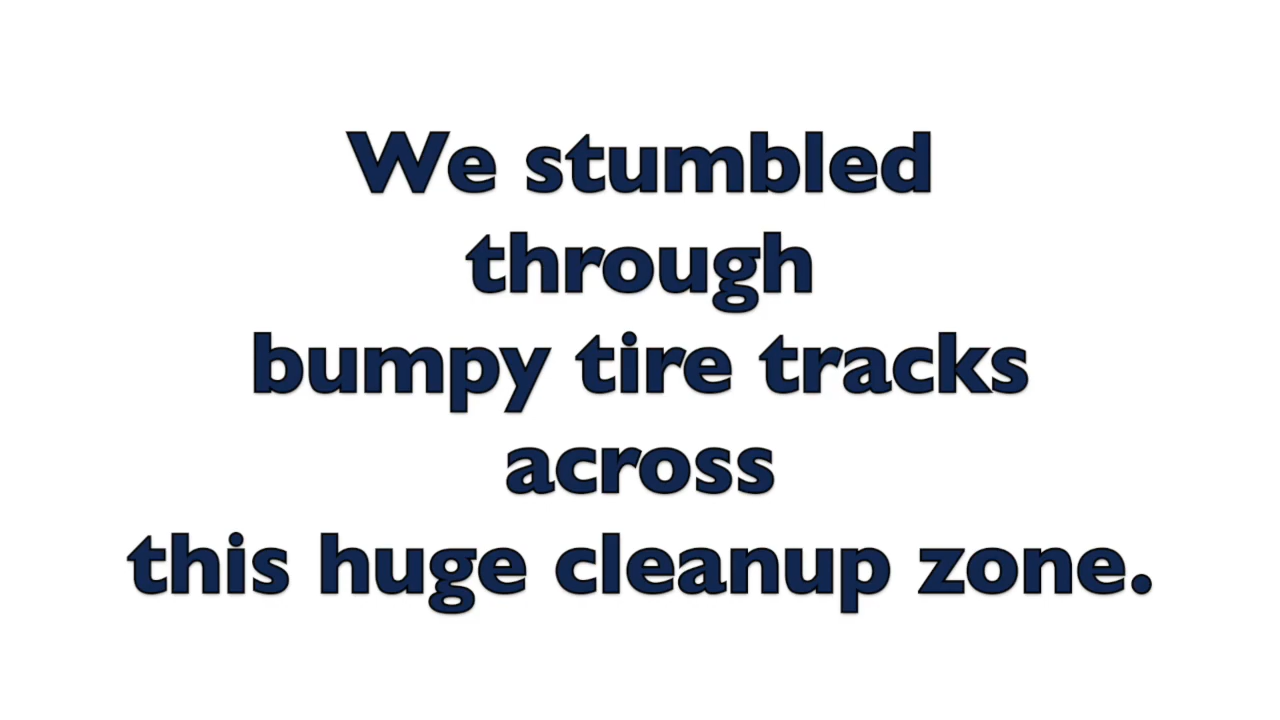 We stumbled
through
bumpy tire tracks
across
this huge cleanup zone.